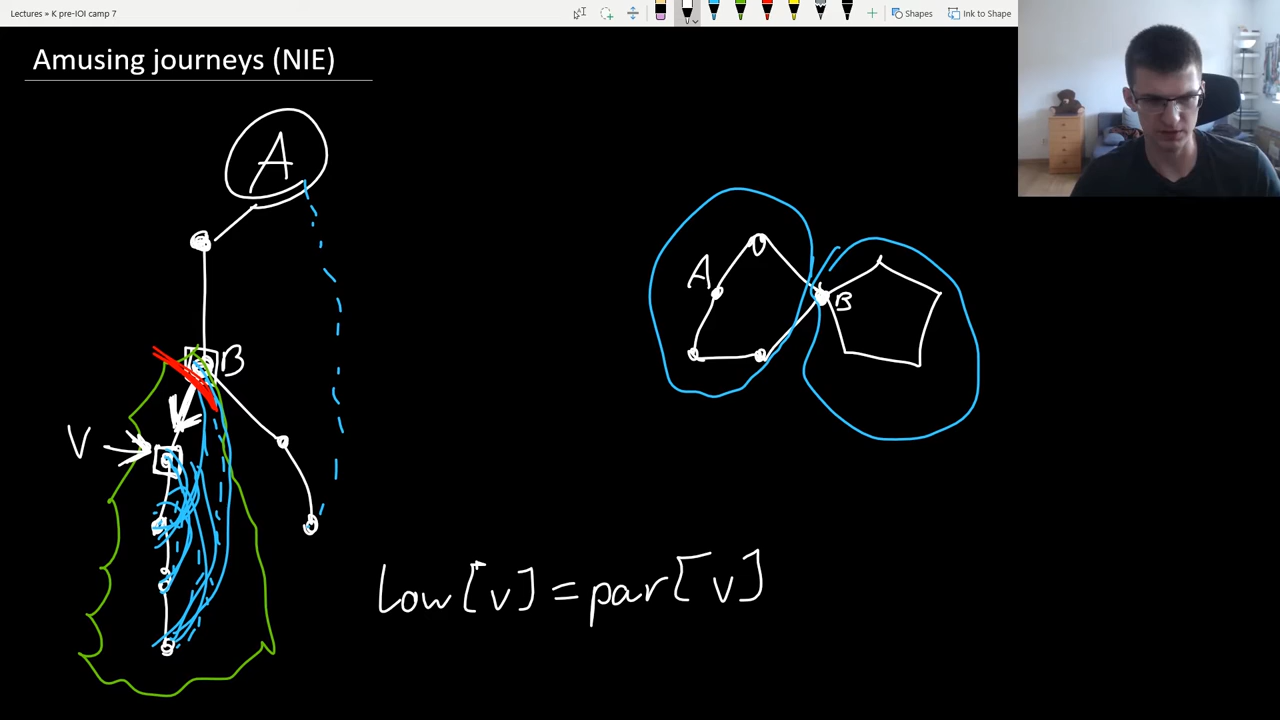 Lectures » K pre-IOI camp 7
Shapes
Ink to Shape
Amusing journeys (NIE)
A
B
V
A
B
Low[v] = par[v]